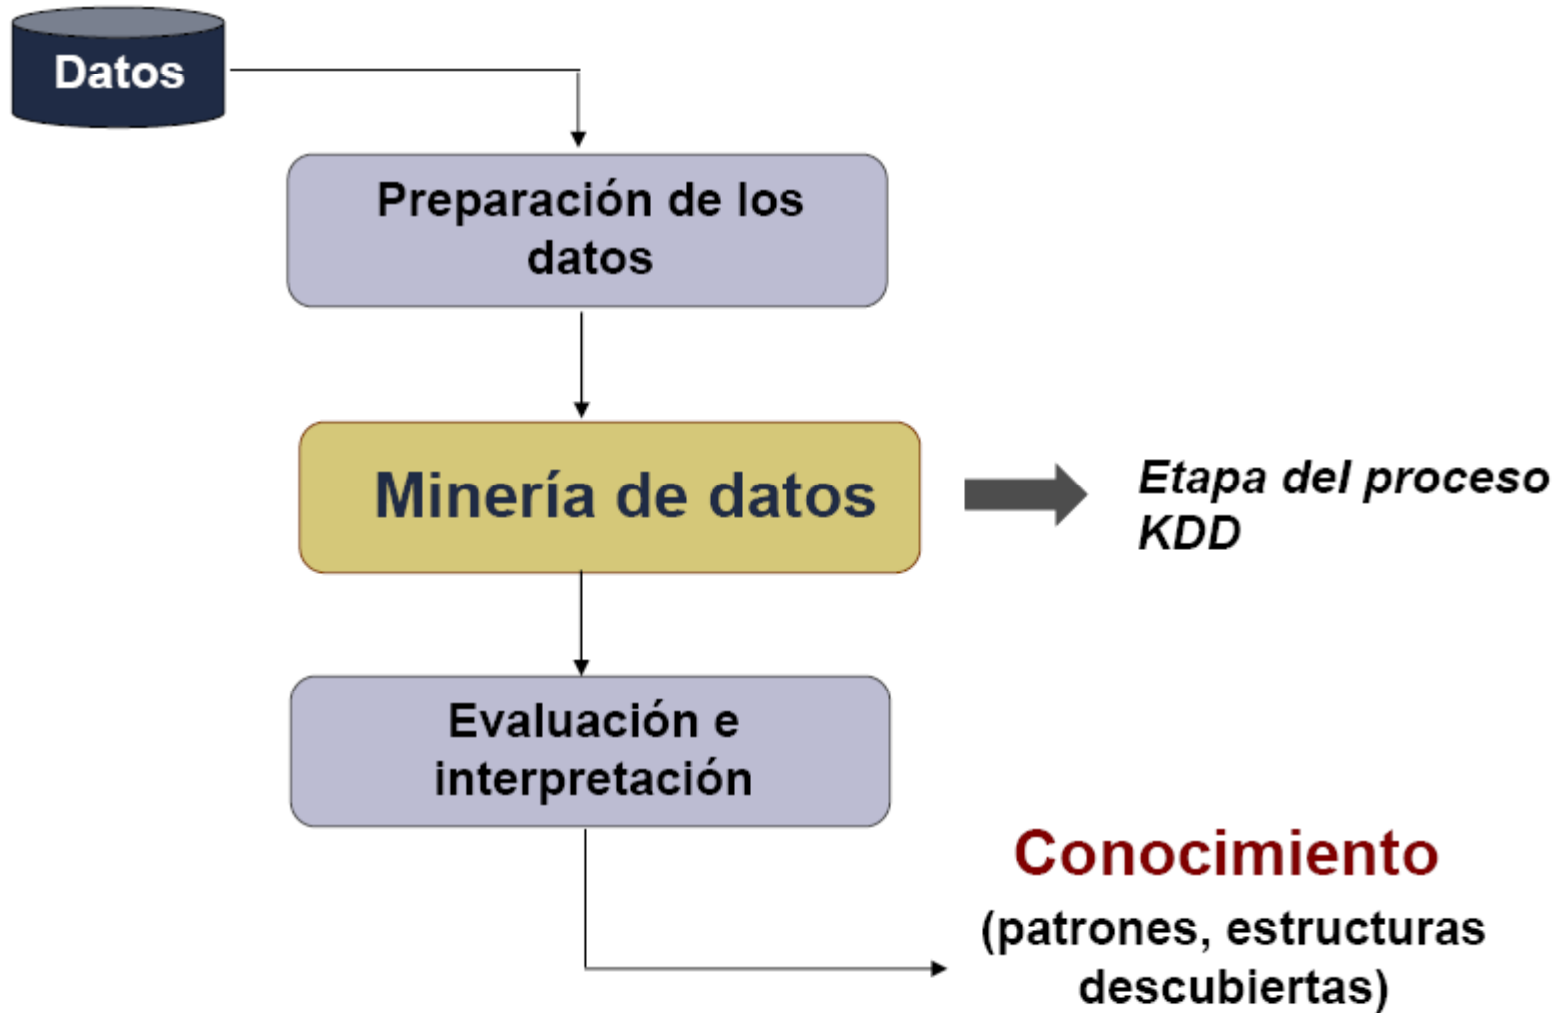 Datos
Preparación de los
datos
Minería de datos
Etapa del proceso
KDD
Evaluación e
interpretación
Conocimiento
(patrones, estructuras
descubiertas)